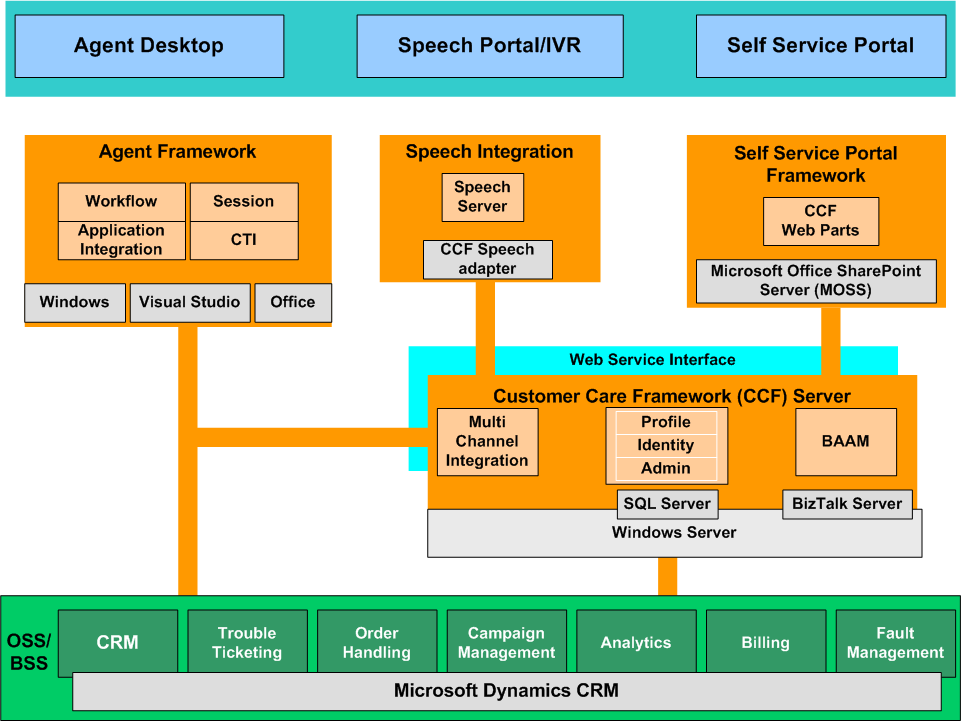 Agent Desktop
Speech Portal/IVR
Self Service Portal
Agent Framework
Workflow
Session
Application
Integration
CTI
Windows
Visual Studio
Office
Speech Integration
Speech
Server
CCF Speech
adapter
Self Service Portal
Framework
CCF
Web Parts
Microsoft Office SharePoint
Server (MOSS)
Web Service Interface
Customer Care Framework (CCF) Server
Multi
Channel
Integration
Profile
Identity
Admin
BAAM
SQL Server
BizTalk Server
Windows Server
OSS/
BSS
CRM
Trouble
Ticketing
Order
Handling
Campaign
Management
Analytics
Billing
Fault
Management
Microsoft Dynamics CRM